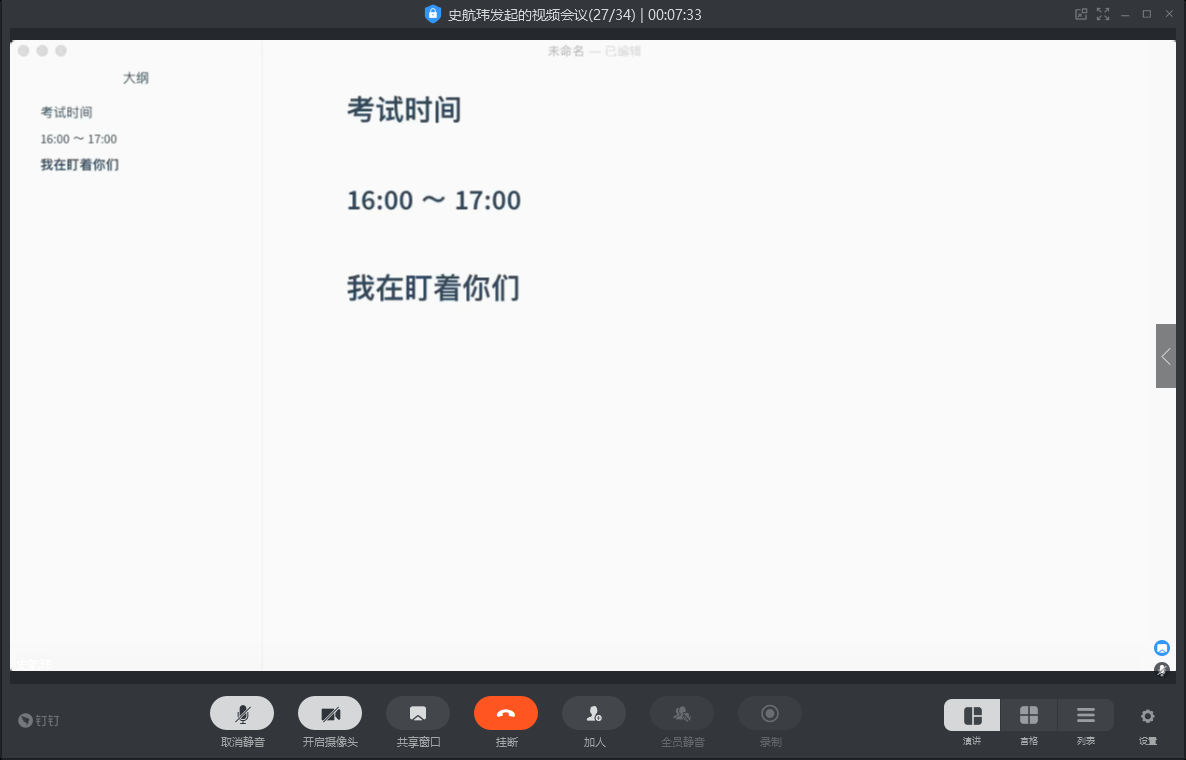 史航玮发起的视频会议(27/34) | 00:07:33
未命名 — 已编辑
大纲
考试时间
16:00 ～ 17:00
我在盯着你们
考试时间
16:00 ～ 17:00
我在盯着你们
钉钉
取消静音
开启摄像头
共享窗口
挂断
加人
全员静音
录制
演讲
宫格
列表
设置